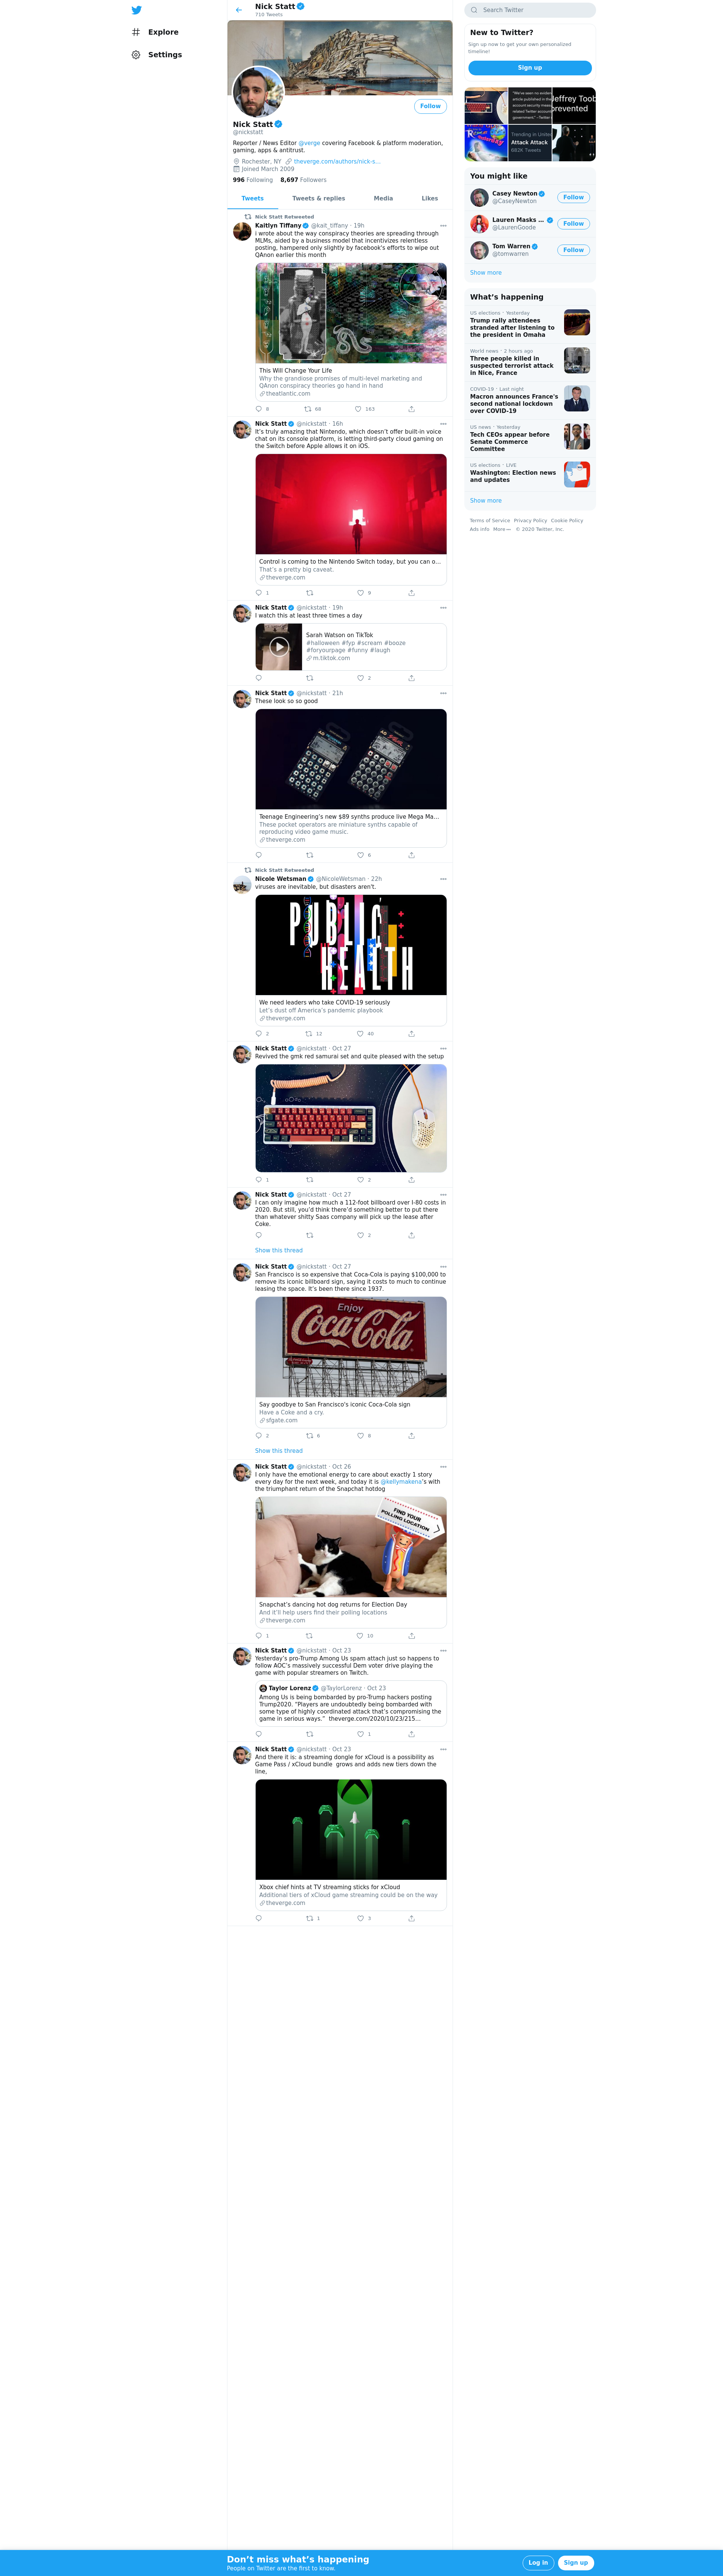 Explore
Settings
Nick Statt
710 Tweets
Follow
Nick Statt
@nickstatt
Reporter / News Editor @verge covering Facebook & platform moderation,
gaming, apps & antitrust.
Rochester, NY theverge.com/authors/nick-s…
Joined March 2009
996 Following 8,697 Followers
Tweets Tweets & replies Media Likes
Nick Statt Retweeted
Kaitlyn Tiffany @kait_tiffany · 19h
i wrote about the way conspiracy theories are spreading through
MLMs, aided by a business model that incentivizes relentless
posting, hampered only slightly by facebook's efforts to wipe out
QAnon earlier this month
This Will Change Your Life
Why the grandiose promises of multi-level marketing and
QAnon conspiracy theories go hand in hand
theatlantic.com
8 68 163
Nick Statt @nickstatt · 16h
It's truly amazing that Nintendo, which doesn't offer built-in voice
chat on its console platform, is letting third-party cloud gaming on
the Switch before Apple allows it on iOS.
Control is coming to the Nintendo Switch today, but you can o…
That's a pretty big caveat.
theverge.com
1 9
Nick Statt @nickstatt · 19h
I watch this at least three times a day
Sarah Watson on TikTok
#halloween #fyp #scream #booze
#foryourpage #funny #laugh
m.tiktok.com
2
Nick Statt @nickstatt · 21h
These look so so good
Teenage Engineering's new $89 synths produce live Mega Ma…
These pocket operators are miniature synths capable of
reproducing video game music.
theverge.com
6
Nick Statt Retweeted
Nicole Wetsman @NicoleWetsman · 22h
viruses are inevitable, but disasters aren't.
PUBLIC
HEALTH
We need leaders who take COVID-19 seriously
Let's dust off America's pandemic playbook
theverge.com
2 12 40
Nick Statt @nickstatt · Oct 27
Revived the gmk red samurai set and quite pleased with the setup
1 2
Nick Statt @nickstatt · Oct 27
I can only imagine how much a 112-foot billboard over I-80 costs in
2020. But still, you'd think there'd something better to put there
than whatever shitty Saas company will pick up the lease after
Coke.
2
Show this thread
Nick Statt @nickstatt · Oct 27
San Francisco is so expensive that Coca-Cola is paying $100,000 to
remove its iconic billboard sign, saying it costs to much to continue
leasing the space. It's been there since 1937.
Enjoy
Coca-Cola
Say goodbye to San Francisco's iconic Coca-Cola sign
Have a Coke and a cry.
sfgate.com
2 6 9
Show this thread
Nick Statt @nickstatt · Oct 26
I only have the emotional energy to care about exactly 1 story
every day for the next week, and today it is @kellymakena's with
the triumphant return of the Snapchat hotdog
FIND YOUR
POLLING LOCATION
Snapchat's dancing hot dog returns for Election Day
And it'll help users find their polling locations
theverge.com
1 10
Nick Statt @nickstatt · Oct 23
Yesterday's pro-Trump Among Us spam attach just so happens to
follow AOC's massively successful Dem voter drive playing the
game with popular streamers on Twitch.
Taylor Lorenz @TaylorLorenz · Oct 23
Among Us is being bombarded by pro-Trump hackers posting
Trump2020. "Players are undoubtedly being bombarded with
some type of highly coordinated attack that's compromising the
game in serious ways." theverge.com/2020/10/23/215…
1
Nick Statt @nickstatt · Oct 23
And there it is: a streaming dongle for xCloud is a possibility as
Game Pass / xCloud bundle grows and adds new tiers down the
line,
Xbox chief hints at TV streaming sticks for xCloud
Additional tiers of xCloud game streaming could be on the way
theverge.com
1 3
Search Twitter
New to Twitter?
Sign up now to get your own personalized
timeline!
Sign up
Jeffrey Toob
prevented
Trending in United
Attack Attack
682K Tweets
You might like
Casey Newton
@CaseyNewton
Follow
Lauren Masks …
@LaurenGoode
Follow
Tom Warren
@tomwarren
Follow
Show more
What's happening
US elections · Yesterday
Trump rally attendees
stranded after listening to
the president in Omaha
World news · 2 hours ago
Three people killed in
suspected terrorist attack
in Nice, France
COVID-19 · Last night
Macron announces France's
second national lockdown
over COVID-19
US news · Yesterday
Tech CEOs appear before
Senate Commerce
Committee
US elections · LIVE
Washington: Election news
and updates
Show more
Terms of Service Privacy Policy Cookie Policy
Ads info More © 2020 Twitter, Inc.
Don't miss what's happening
People on Twitter are the first to know.
Log in Sign up